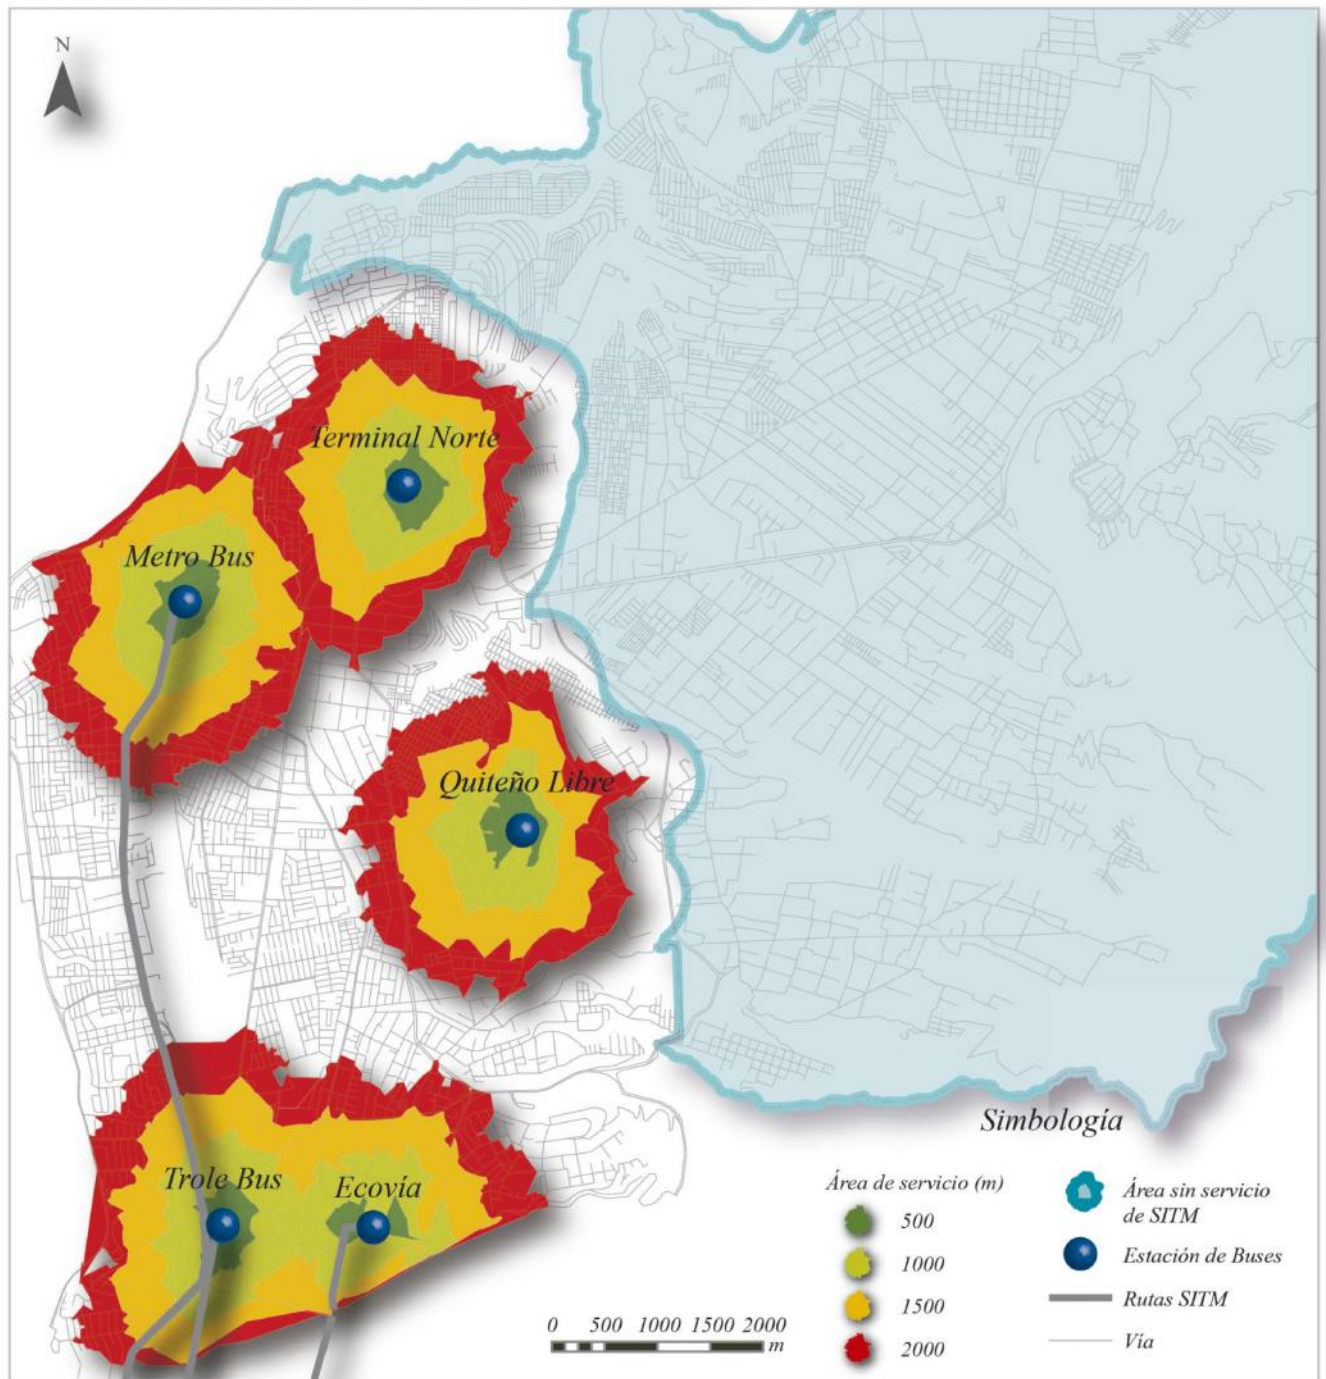 N
Terminal Norte
Metro Bus
Quiteño Libre
Trole Bus
Ecovía
Simbología
Área de servicio (m)
500
1000
1500
2000
Área sin servicio
de SITM
Estación de Buses
Rutas SITM
Vía
0 500 1000 1500 2000
m